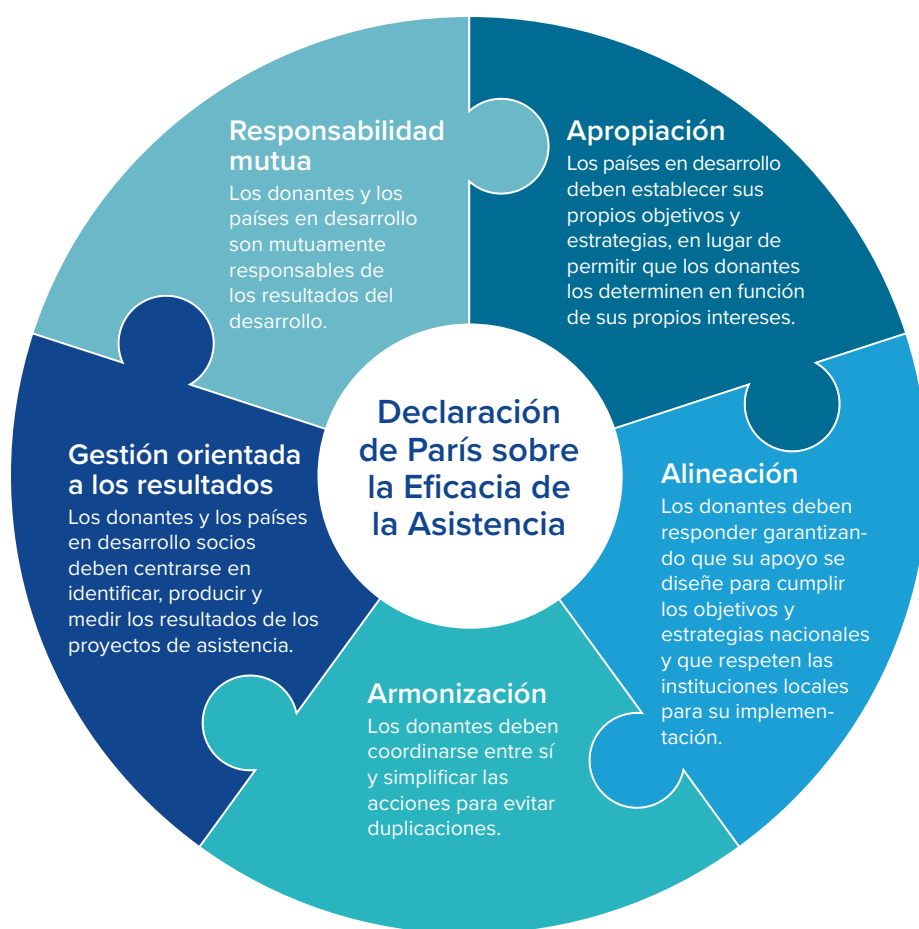 Declaración
de París sobre
la Eficacia de
la Asistencia
Apropiación
Los países en desarrollo
deben establecer sus
propios objetivos y
estrategias, en lugar de
permitir que los donantes
los determinen en función
de sus propios intereses.
Alineación
Los donantes deben
responder garantizan-
do que su apoyo se
diseñe para cumplir
los objetivos y
estrategias nacionales
y que respeten las
instituciones locales
para su implemen-
tación.
Armonización
Los donantes deben
coordinarse entre sí
y simplificar las
acciones para evitar
duplicaciones.
Gestión orientada
a los resultados
Los donantes y los países
en desarrollo socios
deben centrarse en
identificar, producir y
medir los resultados de los
proyectos de asistencia.
Responsabilidad
mutua
Los donantes y los
países en desarrollo
son mutuamente
responsables de
los resultados del
desarrollo.